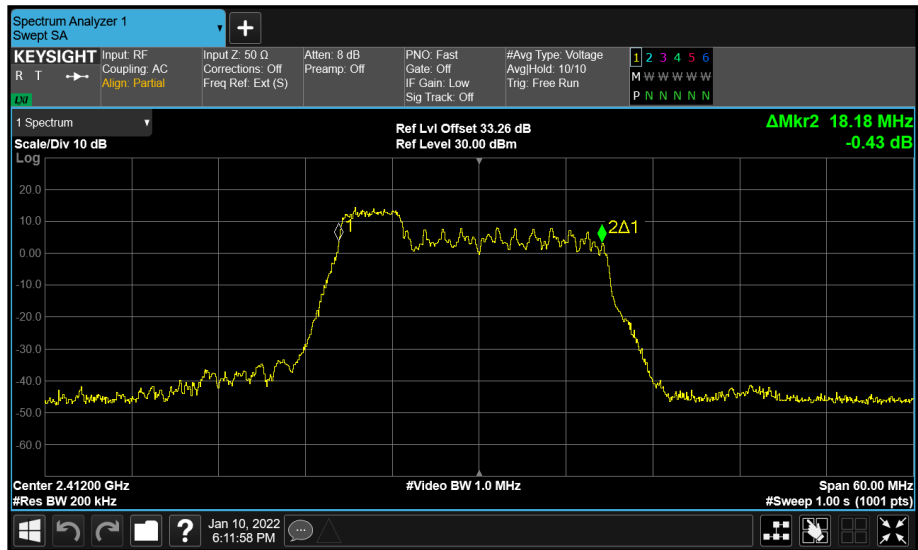 Spectrum Analyzer 1
Swept SA
+
KEYSIGHT Input: RF Input Z: 50 Ω Atten: 8 dB PNO: Fast #Avg Type: Voltage 1 2 3 4 5 6
R T Coupling: AC Corrections: Off Preamp: Off Gate: Off Avg|Hold: 10/10 M W W W W W
Align: Partial Freq Ref: Ext (S) IF Gain: Low Trig: Free Run
LXI Sig Track: Off P N N N N N
1 Spectrum Ref Lvl Offset 33.26 dB ΔMkr2 18.18 MHz
Scale/Div 10 dB Ref Level 30.00 dBm -0.43 dB
Log
20.0
10.0
1 2Δ1
0.00
-10.0
-20.0
-30.0
-40.0
-50.0
-60.0
Center 2.41200 GHz #Video BW 1.0 MHz Span 60.00 MHz
#Res BW 200 kHz #Sweep 1.00 s (1001 pts)
? Jan 10, 2022
6:11:58 PM